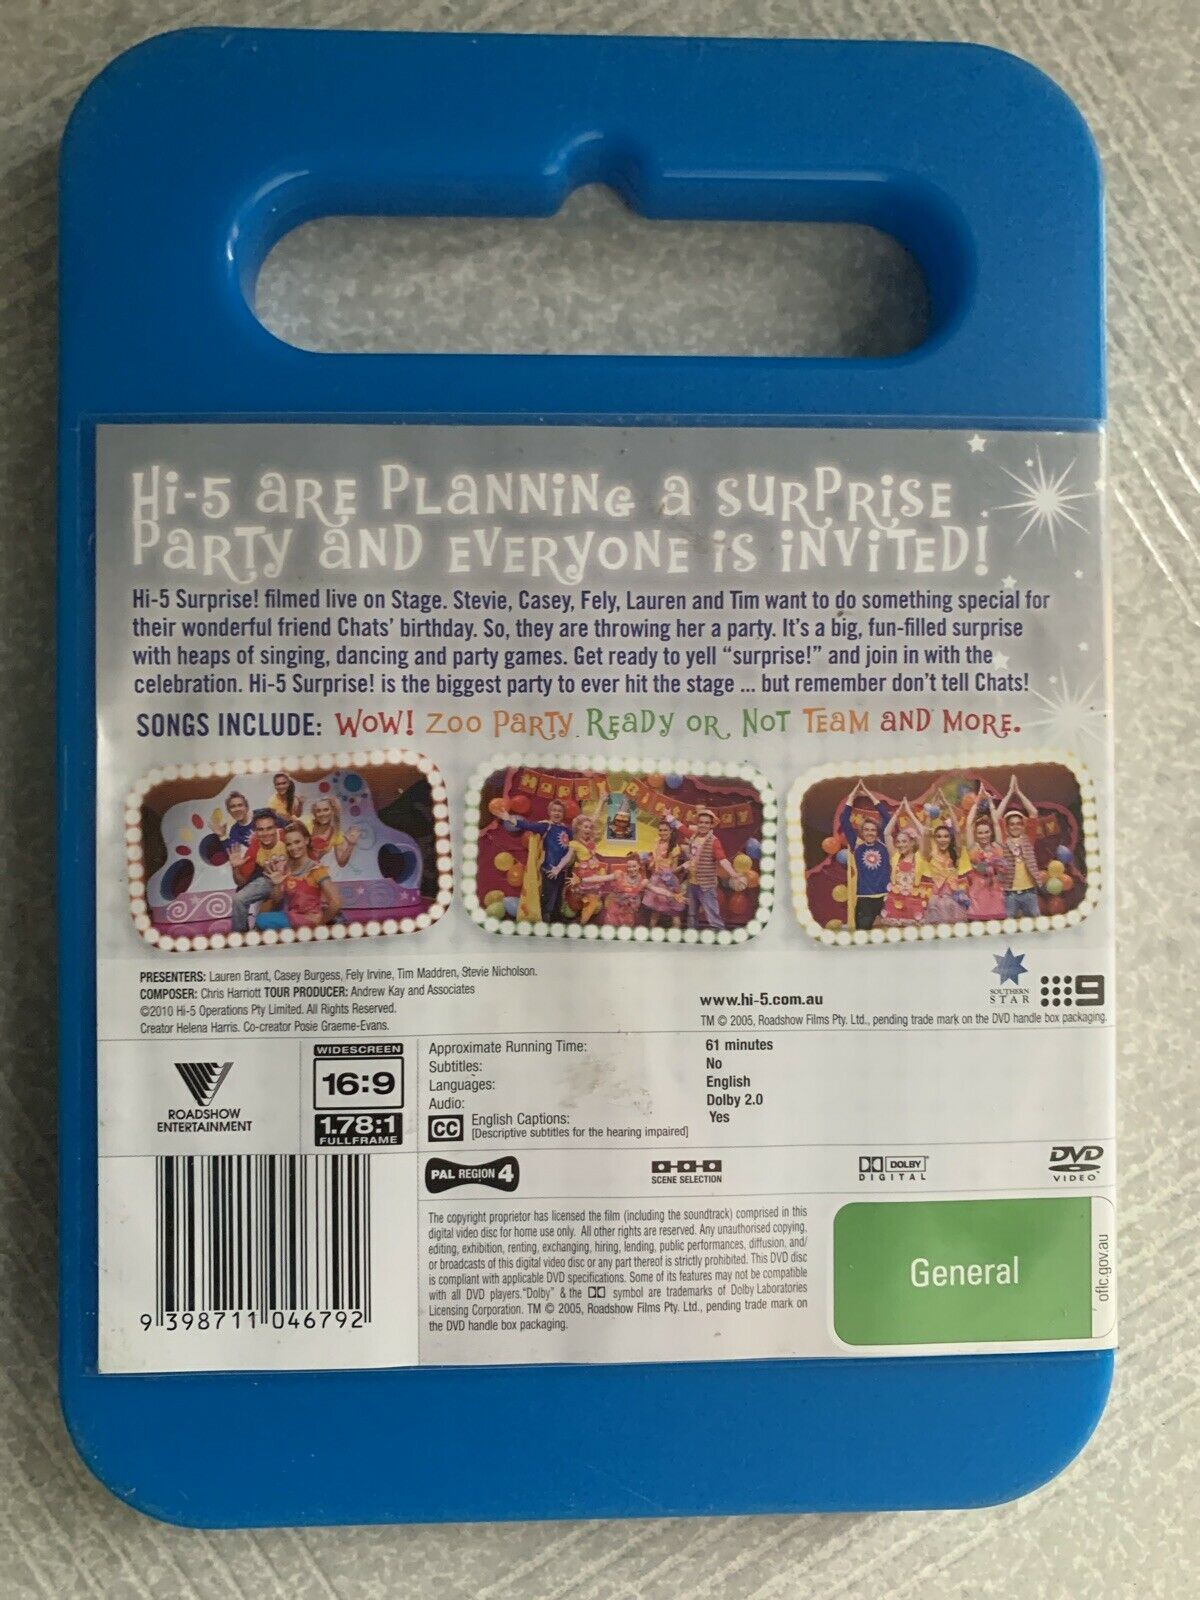 Hi-5 are planning a surprise
party and everyone is invited!
Hi-5 Surprise! filmed live on Stage. Stevie, Casey, Fely, Lauren and Tim want to do something special for
their wonderful friend Chats' birthday. So, they are throwing her a party. It's a big, fun-filled surprise
with heaps of singing, dancing and party games. Get ready to yell "surprise!" and join in with the
celebration. Hi-5 Surprise! is the biggest party to ever hit the stage ... but remember don't tell Chats!
SONGS INCLUDE: WOW! ZOO PARTY READY OR NOT TEAM AND MORE.
Happy Birthday
PRESENTERS: Lauren Brant, Casey Burgess, Fely Irvine, Tim Maddren, Stevie Nicholson.
COMPOSER: Chris Harriott TOUR PRODUCER: Andrew Kay and Associates
©2010 Hi-5 Operations Pty Limited. All Rights Reserved.
Creator Helena Harris. Co-creator Posie Graeme-Evans.
www.hi-5.com.au
SOUTHERN
STAR
9
TM © 2005, Roadshow Films Pty. Ltd., pending trade mark on the DVD handle box packaging.
ROADSHOW
ENTERTAINMENT
WIDESCREEN
16:9
1.78:1
FULLFRAME
Approximate Running Time: 61 minutes
Subtitles: No
Languages: English
Audio: Dolby 2.0
CC English Captions: Yes
[Descriptive subtitles for the hearing impaired]
PAL REGION 4
SCENE SELECTION
DOLBY
DIGITAL
DVD
VIDEO
The copyright proprietor has licensed the film (including the soundtrack) comprised in this
digital video disc for home use only. All other rights are reserved. Any unauthorised copying,
editing, exhibition, renting, exchanging, hiring, lending, public performances, diffusion, and/
or broadcasts of this digital video disc or any part thereof is strictly prohibited. This DVD disc
is compliant with applicable DVD specifications. Some of its features may not be compatible
with all DVD players. "Dolby" & the symbol are trademarks of Dolby Laboratories
Licensing Corporation. TM © 2005, Roadshow Films Pty. Ltd., pending trade mark on
the DVD handle box packaging.
General
oflc.gov.au
9 398711 046792